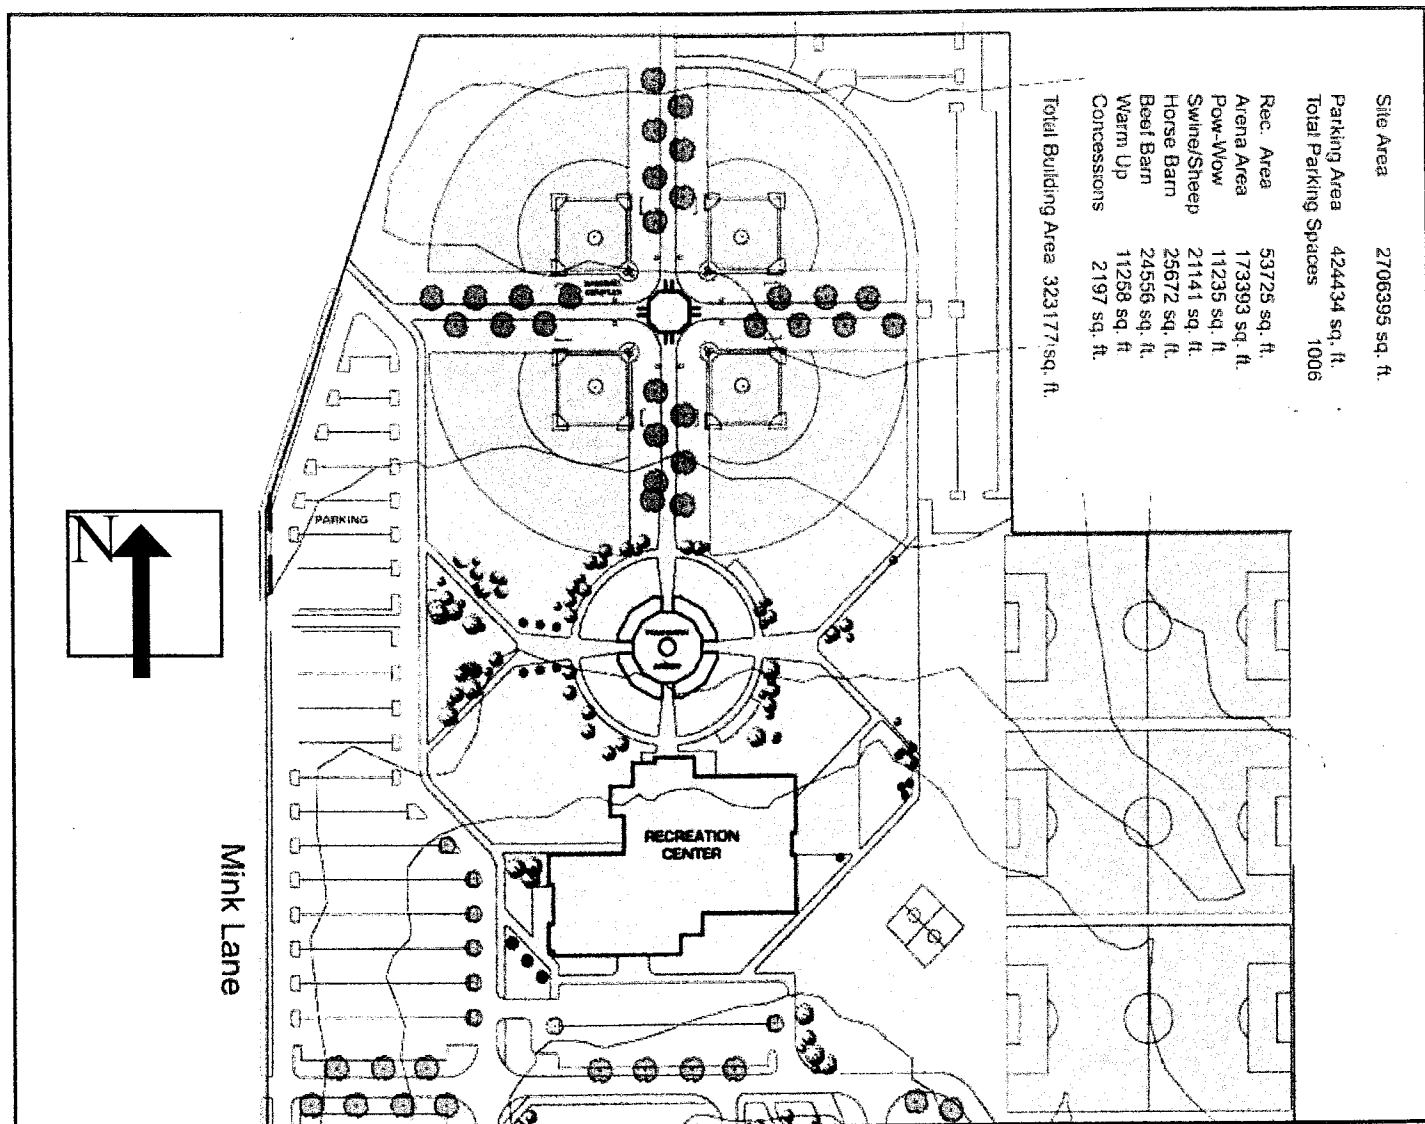 Site Area 2706395 sq. ft.
Parking Area 424434 sq. ft.
Total Parking Spaces 1006
Rec. Area 53725 sq. ft.
Arena Area 173393 sq. ft.
Pow-Wow 11235 sq. ft.
Swine/Sheep 21141 sq. ft.
Horse Barn 25672 sq. ft.
Beef Barn 24556 sq. ft.
Warm Up 11258 sq. ft
Concessions 2197 sq. ft.
Total Building Area 323177 sq. ft.
N
PARKING
RECREATION
CENTER
Mink Lane